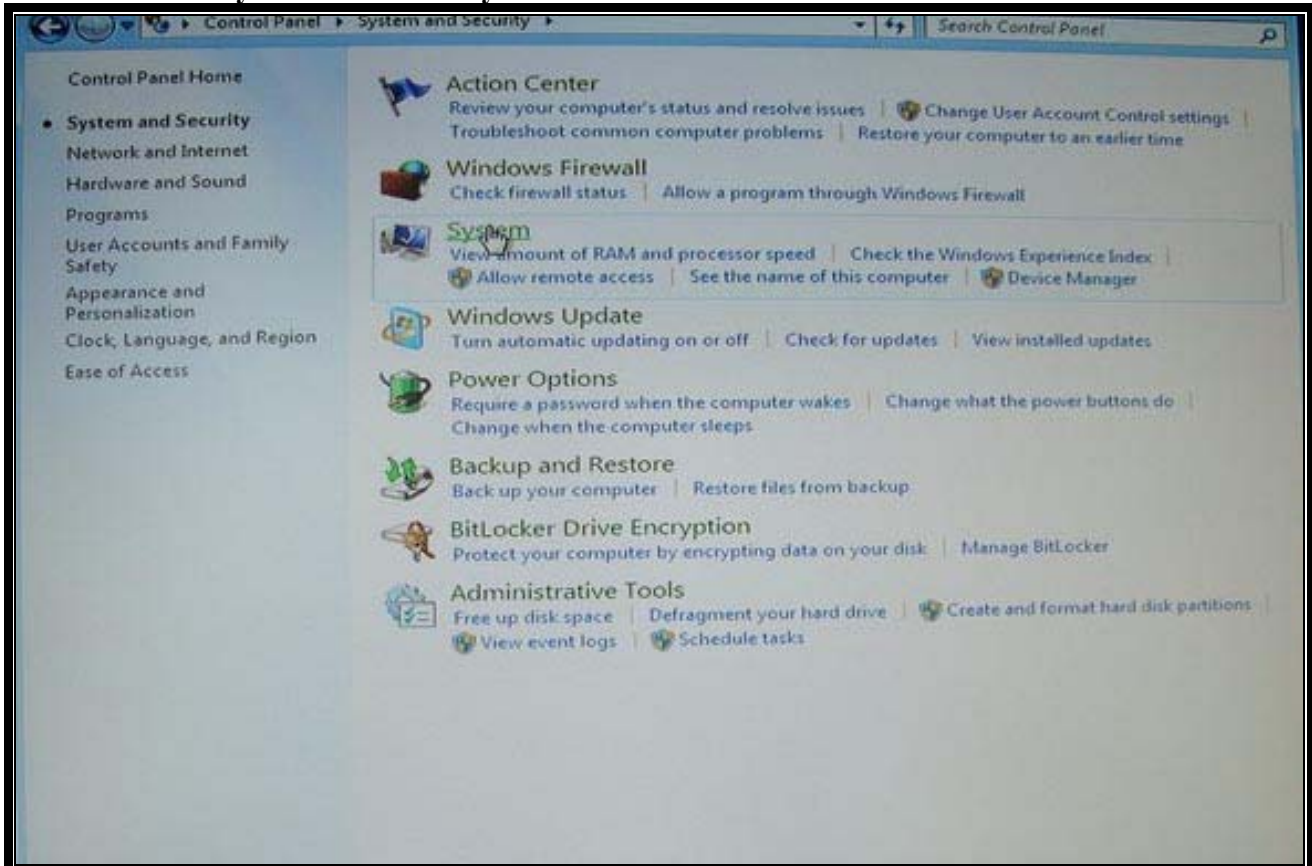 Control Panel ▸ System and Security ▸
Search Control Panel
Control Panel Home
System and Security
Network and Internet
Hardware and Sound
Programs
User Accounts and Family
Safety
Appearance and
Personalization
Clock, Language, and Region
Ease of Access
Action Center
Review your computer's status and resolve issues | Change User Account Control settings |
Troubleshoot common computer problems | Restore your computer to an earlier time
Windows Firewall
Check firewall status | Allow a program through Windows Firewall
System
View amount of RAM and processor speed | Check the Windows Experience Index |
Allow remote access | See the name of this computer | Device Manager
Windows Update
Turn automatic updating on or off | Check for updates | View installed updates
Power Options
Require a password when the computer wakes | Change what the power buttons do |
Change when the computer sleeps
Backup and Restore
Back up your computer | Restore files from backup
BitLocker Drive Encryption
Protect your computer by encrypting data on your disk | Manage BitLocker
Administrative Tools
Free up disk space | Defragment your hard drive | Create and format hard disk partitions |
View event logs | Schedule tasks